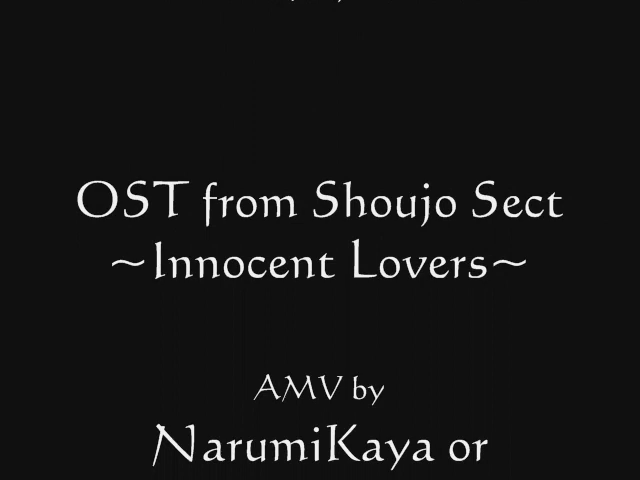 OST from Shoujo Sect
~Innocent Lovers~
AMV by
NarumiKaya or